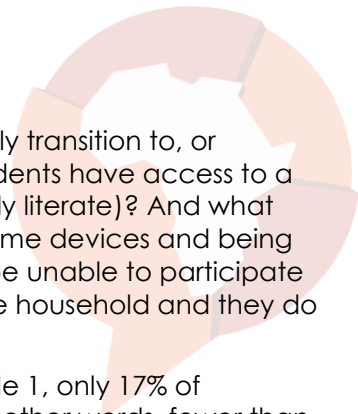 ly transition to, or
dents have access to a
ly literate)? And what
me devices and being
be unable to participate
e household and they do
le 1, only 17% of
other words, fewer than